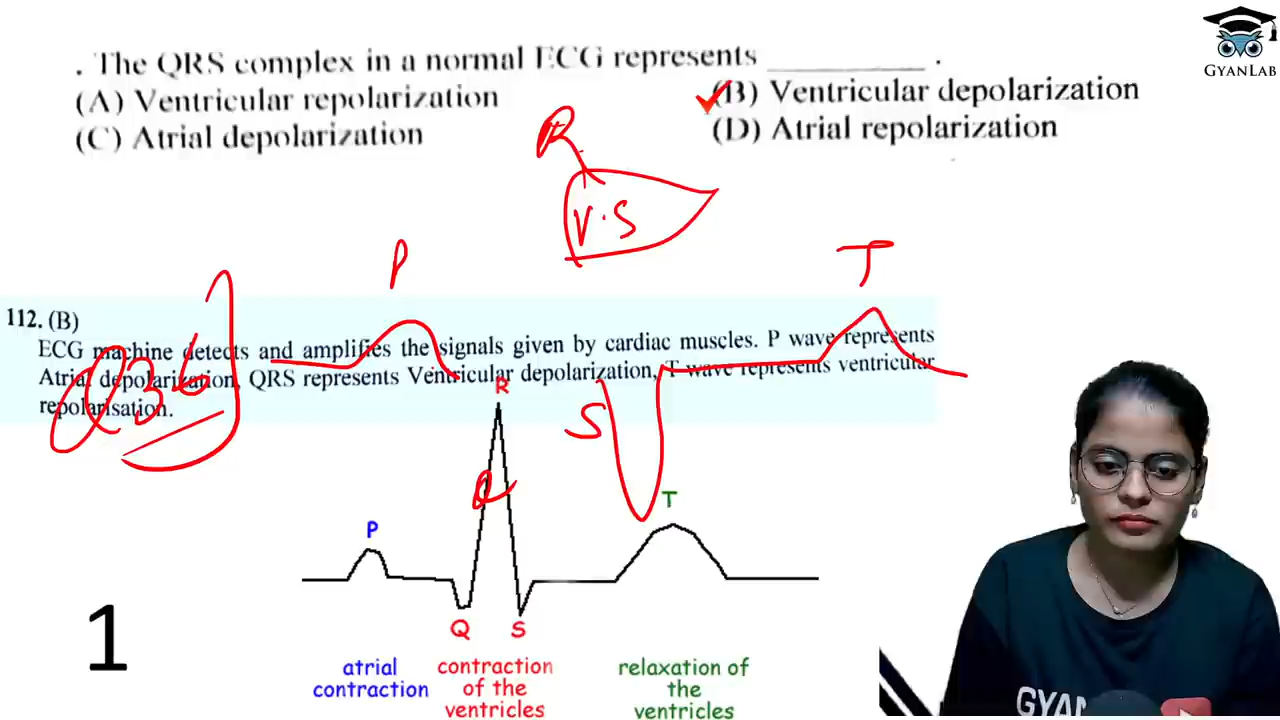 . The QRS complex in a normal ECG represents __________ .
(A) Ventricular repolarization
(B) Ventricular depolarization
(C) Atrial depolarization
(D) Atrial repolarization
GYANLAB
R
V.S
P
T
112. (B)
ECG machine detects and amplifies the signals given by cardiac muscles. P wave represents
Atrial depolarization, QRS represents Ventricular depolarization, T wave represents ventricular
repolarisation.
R
S
T
P
Q
S
1
atrial
contraction
contraction
of the
ventricles
relaxation of
the
ventricles